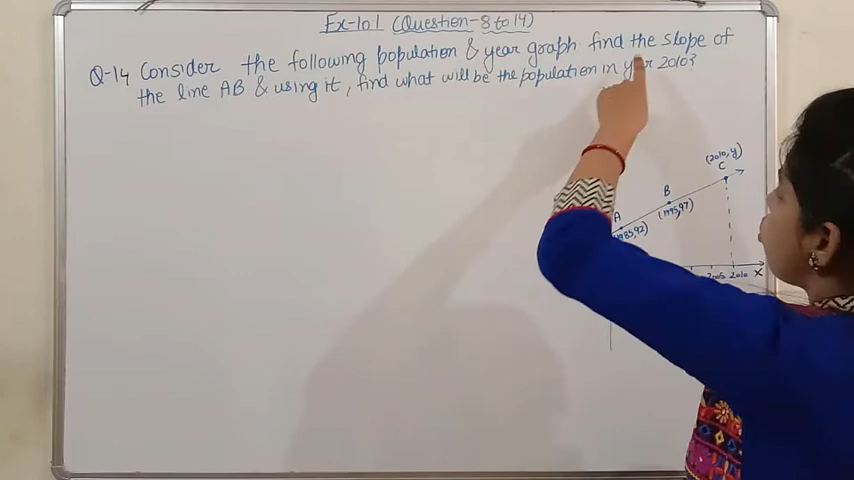 Ex-10.1 (Question-8 to 14)
Q-14 Consider the following population & year graph find the slope of
the line AB & using it, find what will be the population in year 2010?
(2010, y)
C
B
(1995,97)
A
(1985,92)
2005 2010 X